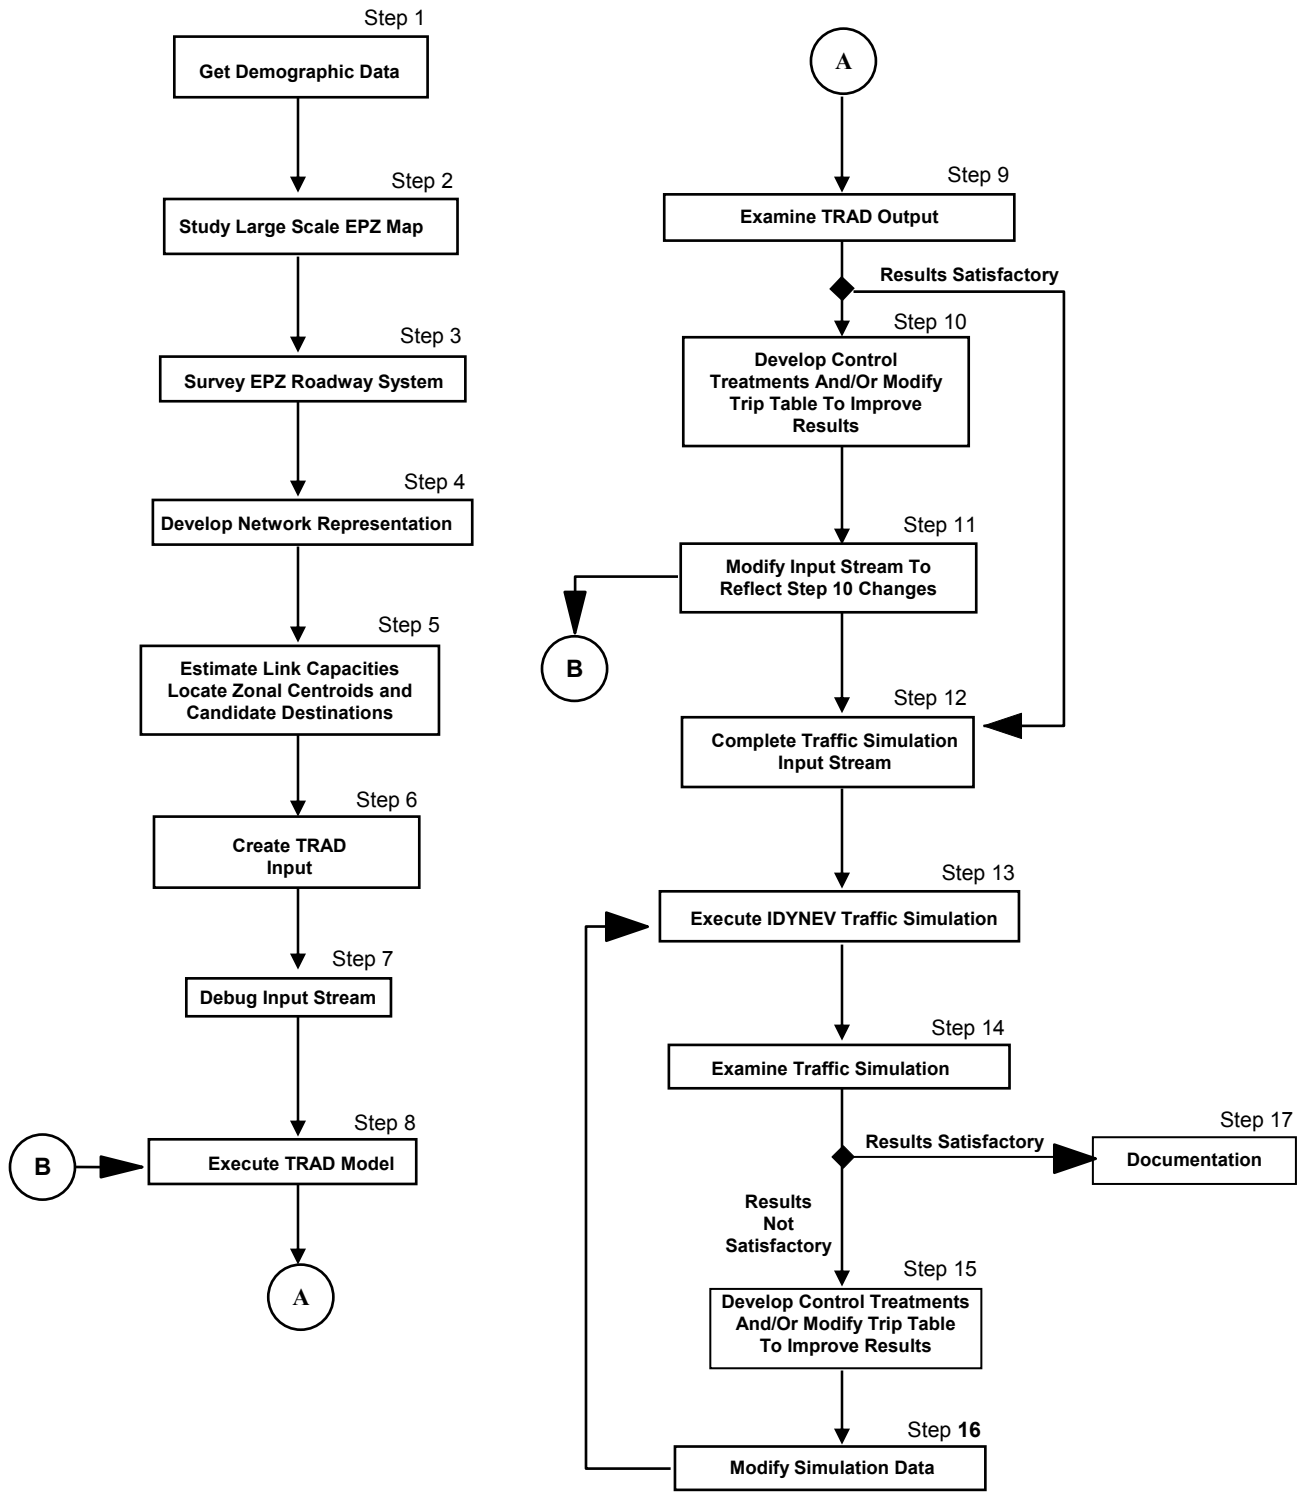 Step 1
Get Demographic Data
Step 2
Study Large Scale EPZ Map
Step 3
Survey EPZ Roadway System
Step 4
Develop Network Representation
Step 5
Estimate Link Capacities
Locate Zonal Centroids and
Candidate Destinations
Step 6
Create TRAD
Input
Step 7
Debug Input Stream
Step 8
B
Execute TRAD Model
A
A
Step 9
Examine TRAD Output
Results Satisfactory
Step 10
Develop Control
Treatments And/Or Modify
Trip Table To Improve
Results
Step 11
Modify Input Stream To
Reflect Step 10 Changes
B
Step 12
Complete Traffic Simulation
Input Stream
Step 13
Execute IDYNEV Traffic Simulation
Step 14
Examine Traffic Simulation
Results Satisfactory
Step 17
Documentation
Results
Not
Satisfactory
Step 15
Develop Control Treatments
And/Or Modify Trip Table
To Improve Results
Step 16
Modify Simulation Data